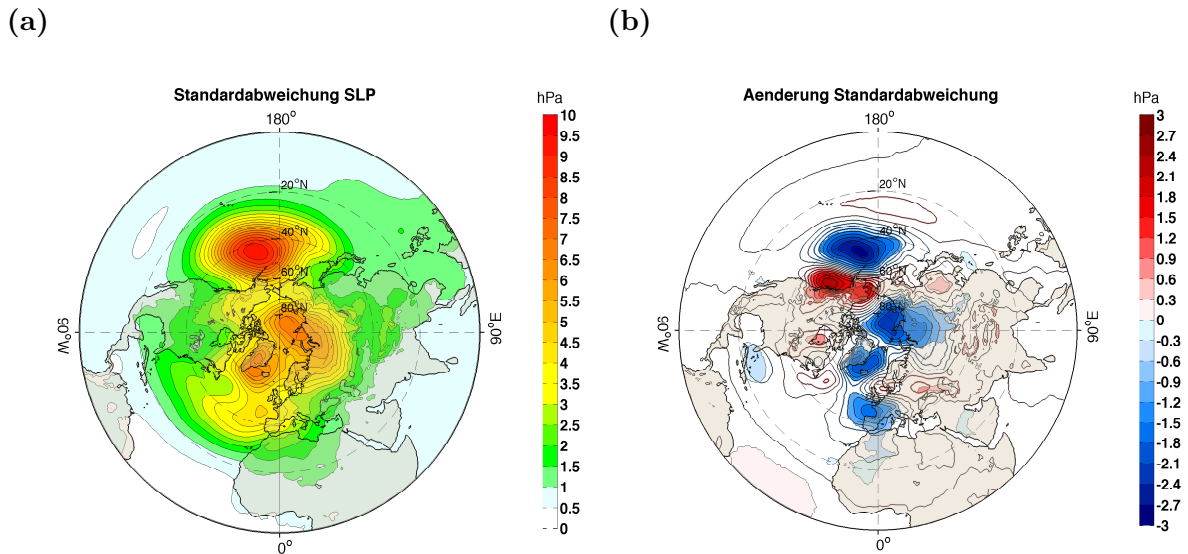 (a)
(b)
Standardabweichung SLP
hPa
180°
20°N
40°N
60°N
80°N
90°W
90°E
0°
10
9.5
9
8.5
8
7.5
7
6.5
6
5.5
5
4.5
4
3.5
3
2.5
2
1.5
1
0.5
0
Aenderung Standardabweichung
hPa
180°
20°N
40°N
60°N
80°N
90°W
90°E
0°
3
2.7
2.4
2.1
1.8
1.5
1.2
0.9
0.6
0.3
0
-0.3
-0.6
-0.9
-1.2
-1.5
-1.8
-2.1
-2.4
-2.7
-3